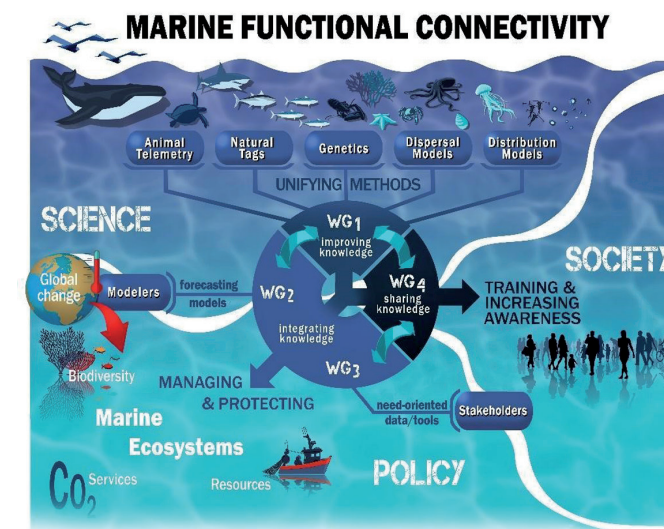 MARINE FUNCTIONAL CONNECTIVITY
Animal
Telemetry
Natural
Tags
Genetics
Dispersal
Models
Distribution
Models
UNIFYING METHODS
SCIENCE
WG1
improving
knowledge
SOCIETY
Global
change
Modelers
forecasting
models
WG2
integrating
knowledge
WG4
sharing
knowledge
TRAINING &
INCREASING
AWARENESS
WG3
Biodiversity
MANAGING
& PROTECTING
need-oriented
data/tools
Stakeholders
Marine
Ecosystems
POLICY
CO2
Services
Resources